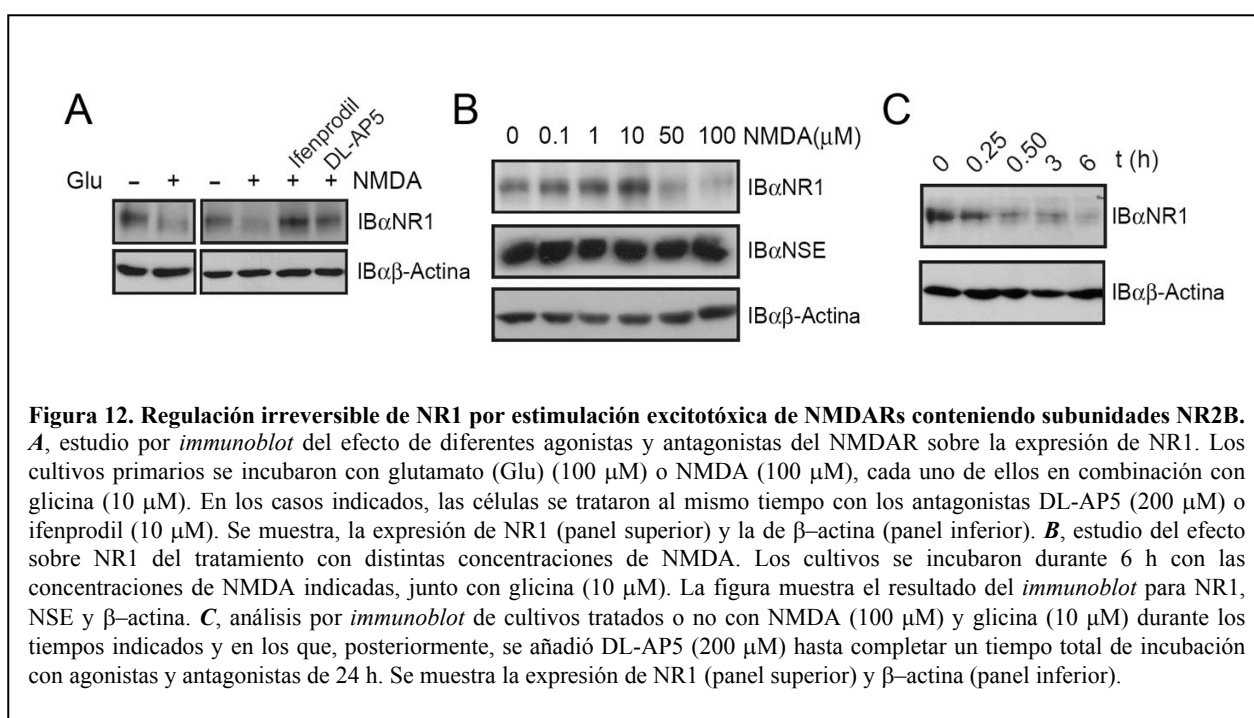 A
B
C
Ifenprodil
DL-AP5
Glu – + – + + + NMDA
IBαNR1
IBαβ-Actina
0 0.1 1 10 50 100 NMDA(μM)
IBαNR1
IBαNSE
IBαβ-Actina
0 0.25 0.50 3 6 t (h)
IBαNR1
IBαβ-Actina
Figura 12. Regulación irreversible de NR1 por estimulación excitotóxica de NMDARs conteniendo subunidades NR2B.
A, estudio por immunoblot del efecto de diferentes agonistas y antagonistas del NMDAR sobre la expresión de NR1. Los
cultivos primarios se incubaron con glutamato (Glu) (100 μM) o NMDA (100 μM), cada uno de ellos en combinación con
glicina (10 μM). En los casos indicados, las células se trataron al mismo tiempo con los antagonistas DL-AP5 (200 μM) o
ifenprodil (10 μM). Se muestra, la expresión de NR1 (panel superior) y la de β–actina (panel inferior). B, estudio del efecto
sobre NR1 del tratamiento con distintas concentraciones de NMDA. Los cultivos se incubaron durante 6 h con las
concentraciones de NMDA indicadas, junto con glicina (10 μM). La figura muestra el resultado del immunoblot para NR1,
NSE y β–actina. C, análisis por immunoblot de cultivos tratados o no con NMDA (100 μM) y glicina (10 μM) durante los
tiempos indicados y en los que, posteriormente, se añadió DL-AP5 (200 μM) hasta completar un tiempo total de incubación
con agonistas y antagonistas de 24 h. Se muestra la expresión de NR1 (panel superior) y β–actina (panel inferior).